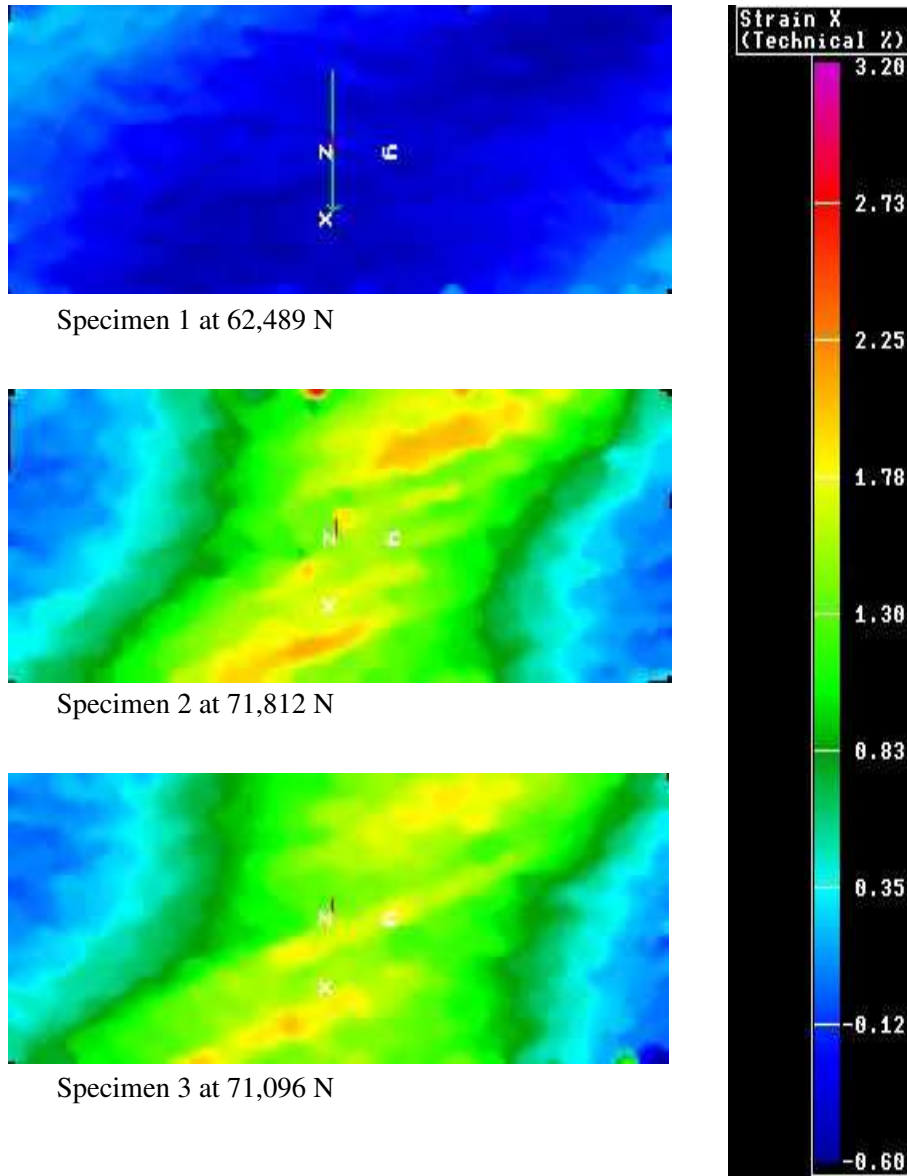 Strain X
(Technical %)
3.20
2.73
2.25
1.78
1.30
0.83
0.35
-0.12
-0.60
Z y
X
Specimen 1 at 62,489 N
Z
X
Specimen 2 at 71,812 N
Z
X
Specimen 3 at 71,096 N